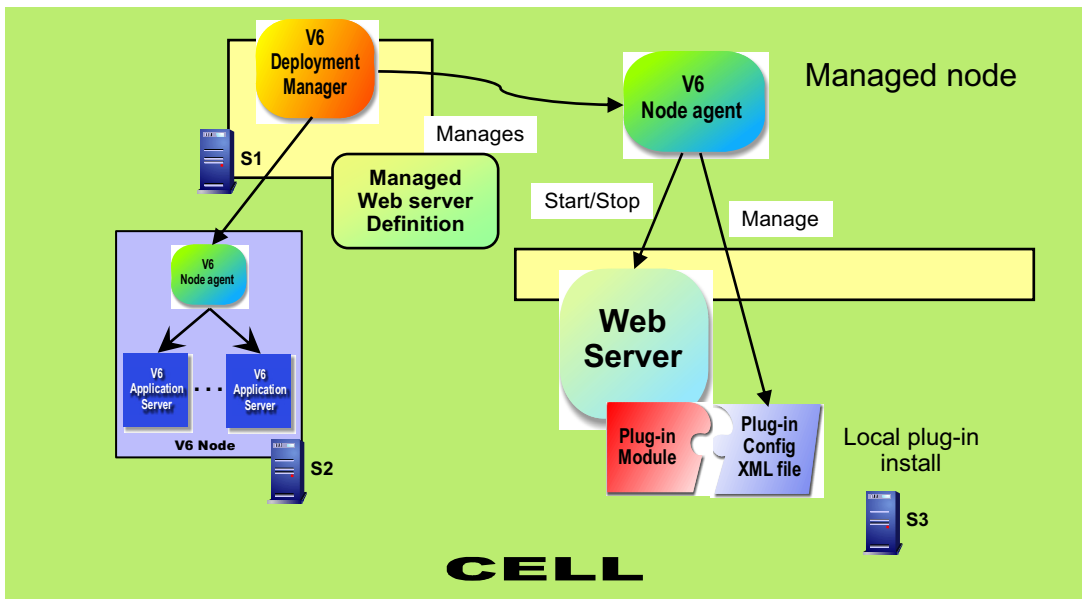 V6
Deployment
Manager
S1
Manages
Managed
Web server
Definition
V6
Node agent
Managed node
Start/Stop
Manage
V6
Node agent
V6
Application
Server
...
V6
Application
Server
V6 Node
S2
Web
Server
Plug-in
Module
Plug-in
Config
XML file
Local plug-in
install
S3
CELL